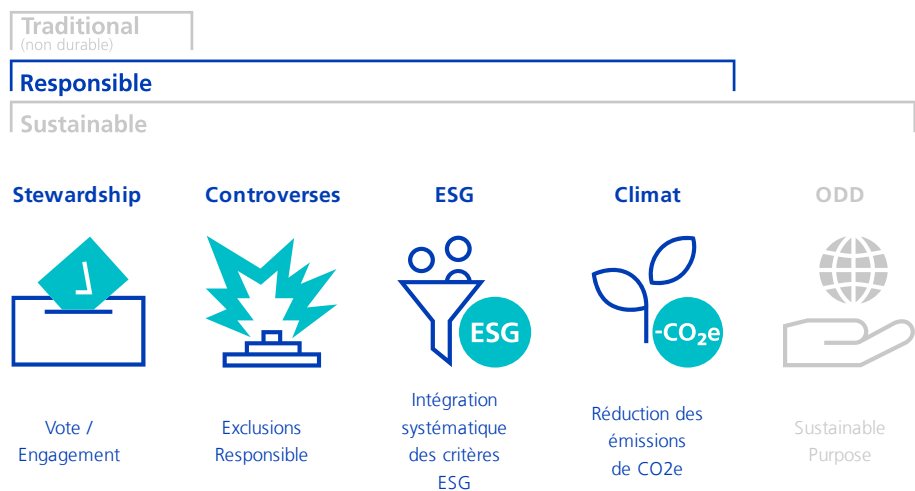 Traditional
(non durable)
Responsible
Sustainable
Stewardship
Controverses
ESG
Climat
ODD
ESG
-CO₂e
Vote /
Engagement
Exclusions
Responsible
Intégration
systématique
des critères
ESG
Réduction des
émissions
de CO2e
Sustainable
Purpose